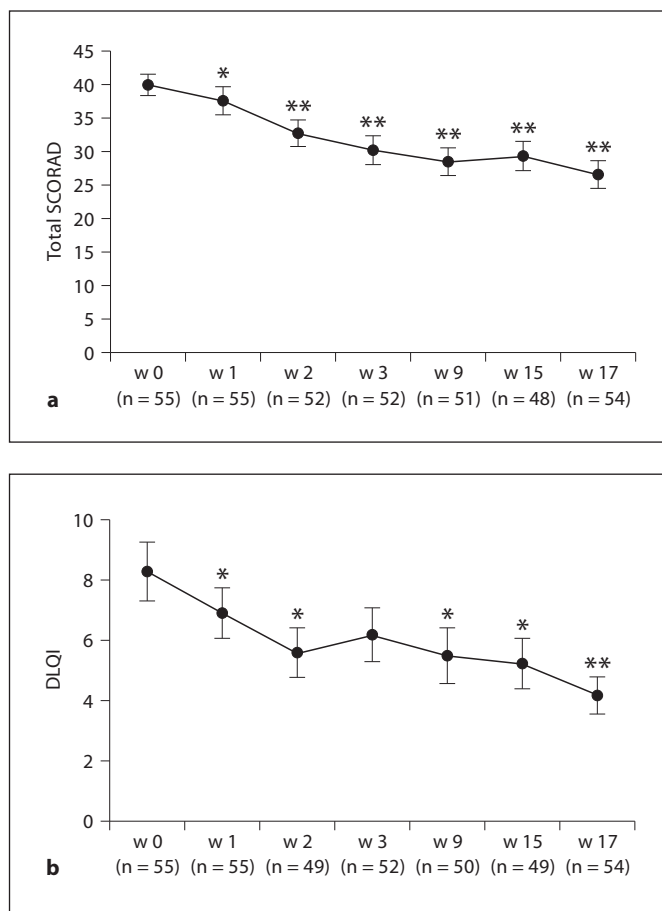 45
40
35
30
25
20
15
10
5
0
Total SCORAD
* ** ** ** ** **
w 0 w 1 w 2 w 3 w 9 w 15 w 17
(n = 55) (n = 55) (n = 52) (n = 52) (n = 51) (n = 48) (n = 54)
a
10
8
6
4
2
0
DLQI
* * * * **
w 0 w 1 w 2 w 3 w 9 w 15 w 17
(n = 55) (n = 55) (n = 49) (n = 52) (n = 50) (n = 49) (n = 54)
b